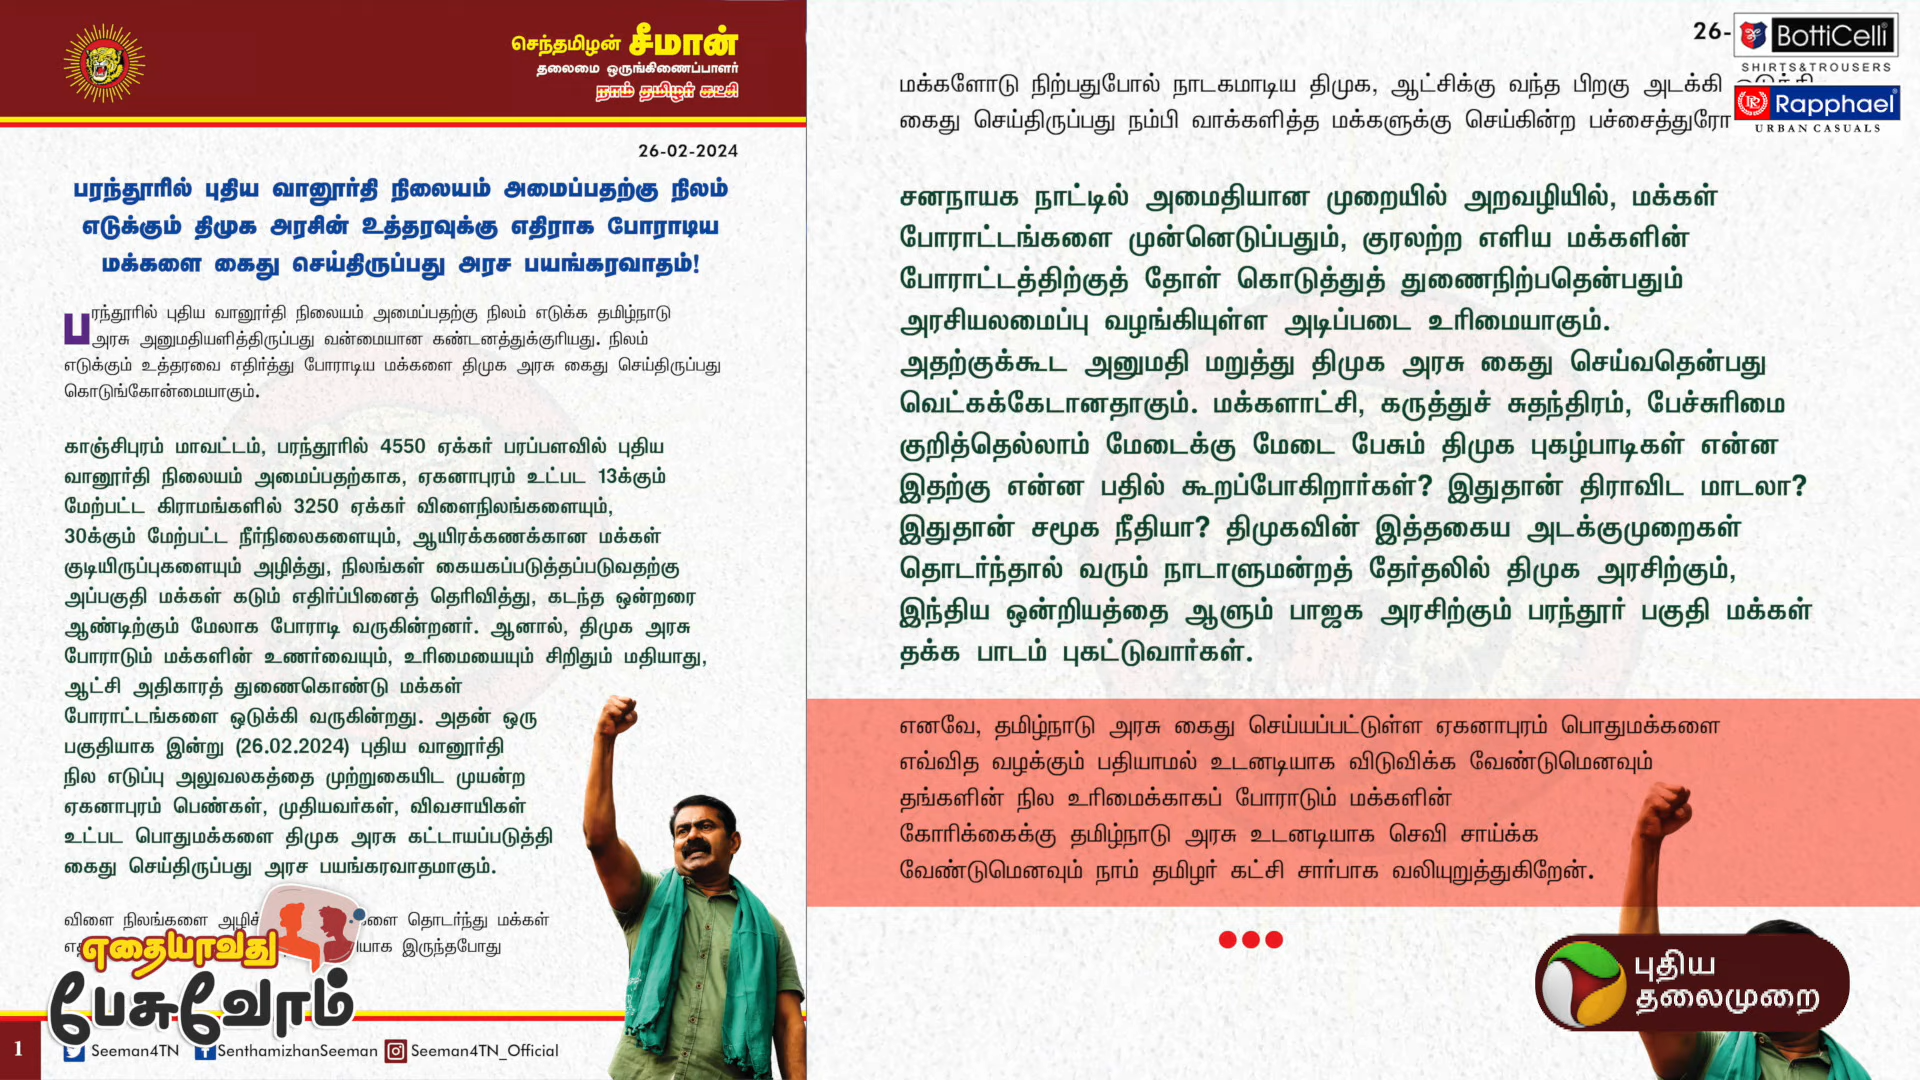 செந்தமிழன் சீமான்
தலைமை ஒருங்கிணைப்பாளர்
நாம் தமிழர் கட்சி
26-02-2024
பரந்தூரில் புதிய வானூர்தி நிலையம் அமைப்பதற்கு நிலம்
எடுக்கும் திமுக அரசின் உத்தரவுக்கு எதிராக போராடிய
மக்களை கைது செய்திருப்பது அரச பயங்கரவாதம்!
பரந்தூரில் புதிய வானூர்தி நிலையம் அமைப்பதற்கு நிலம் எடுக்க தமிழ்நாடு
அரசு அனுமதியளித்திருப்பது வன்மையான கண்டனத்துக்குரியது. நிலம்
எடுக்கும் உத்தரவை எதிர்த்து போராடிய மக்களை திமுக அரசு கைது செய்திருப்பது
கொடுங்கோன்மையாகும்.
காஞ்சிபுரம் மாவட்டம், பரந்தூரில் 4550 ஏக்கர் பரப்பளவில் புதிய
வானூர்தி நிலையம் அமைப்பதற்காக, ஏகனாபுரம் உட்பட 13க்கும்
மேற்பட்ட கிராமங்களில் 3250 ஏக்கர் விளைநிலங்களையும்,
30க்கும் மேற்பட்ட நீர்நிலைகளையும், ஆயிரக்கணக்கான மக்கள்
குடியிருப்புகளையும் அழித்து, நிலங்கள் கையகப்படுத்தப்படுவதற்கு
அப்பகுதி மக்கள் கடும் எதிர்ப்பினைத் தெரிவித்து, கடந்த ஒன்றரை
ஆண்டிற்கும் மேலாக போராடி வருகின்றனர். ஆனால், திமுக அரசு
போராடும் மக்களின் உணர்வையும், உரிமையையும் சிறிதும் மதியாது,
ஆட்சி அதிகாரத் துணைகொண்டு மக்கள்
போராட்டங்களை ஒடுக்கி வருகின்றது. அதன் ஒரு
பகுதியாக இன்று (26.02.2024) புதிய வானூர்தி
நில எடுப்பு அலுவலகத்தை முற்றுகையிட முயன்ற
ஏகனாபுரம் பெண்கள், முதியவர்கள், விவசாயிகள்
உட்பட பொதுமக்களை திமுக அரசு கட்டாயப்படுத்தி
கைது செய்திருப்பது அரச பயங்கரவாதமாகும்.
விளை நிலங்களை தொடர்ந்து மக்கள்
இருந்தபோது
எதையாவது
பேசுவோம்
1 Seeman4TN SenthamizhanSeeman Seeman4TN_Official
26-
BottiCelli
SHIRTS&TROUSERS
Rapphael
URBAN CASUALS
மக்களோடு நிற்பதுபோல் நாடகமாடிய திமுக, ஆட்சிக்கு வந்த பிறகு அடக்கி
கைது செய்திருப்பது நம்பி வாக்களித்த மக்களுக்கு செய்கின்ற
சனநாயக நாட்டில் அமைதியான முறையில் அறவழியில், மக்கள்
போராட்டங்களை முன்னெடுப்பதும், குரலற்ற எளிய மக்களின்
போராட்டத்திற்குத் தோள் கொடுத்துத் துணைநிற்பதென்பதும்
அரசியலமைப்பு வழங்கியுள்ள அடிப்படை உரிமையாகும்.
அதற்குக்கூட அனுமதி மறுத்து திமுக அரசு கைது செய்வதென்பது
வெட்கக்கேடானதாகும். மக்களாட்சி, கருத்துச் சுதந்திரம், பேச்சுரிமை
குறித்தெல்லாம் மேடைக்கு மேடை பேசும் திமுக புகழ்பாடிகள் என்ன
இதற்கு என்ன பதில் கூறப்போகிறார்கள்? இதுதான் திராவிட மாடலா?
இதுதான் சமூக நீதியா? திமுகவின் இத்தகைய அடக்குமுறைகள்
தொடர்ந்தால் வரும் நாடாளுமன்றத் தேர்தலில் திமுக அரசிற்கும்,
இந்திய ஒன்றியத்தை ஆளும் பாஜக அரசிற்கும் பரந்தூர் பகுதி மக்கள்
தக்க பாடம் புகட்டுவார்கள்.
எனவே, தமிழ்நாடு அரசு கைது செய்யப்பட்டுள்ள ஏகனாபுரம் பொதுமக்களை
எவ்வித வழக்கும் பதியாமல் உடனடியாக விடுவிக்க வேண்டுமெனவும்
தங்களின் நில உரிமைக்காகப் போராடும் மக்களின்
கோரிக்கைக்கு தமிழ்நாடு அரசு உடனடியாக செவி சாய்க்க
வேண்டுமெனவும் நாம் தமிழர் கட்சி சார்பாக வலியுறுத்துகிறேன்.
புதிய
தலைமுறை